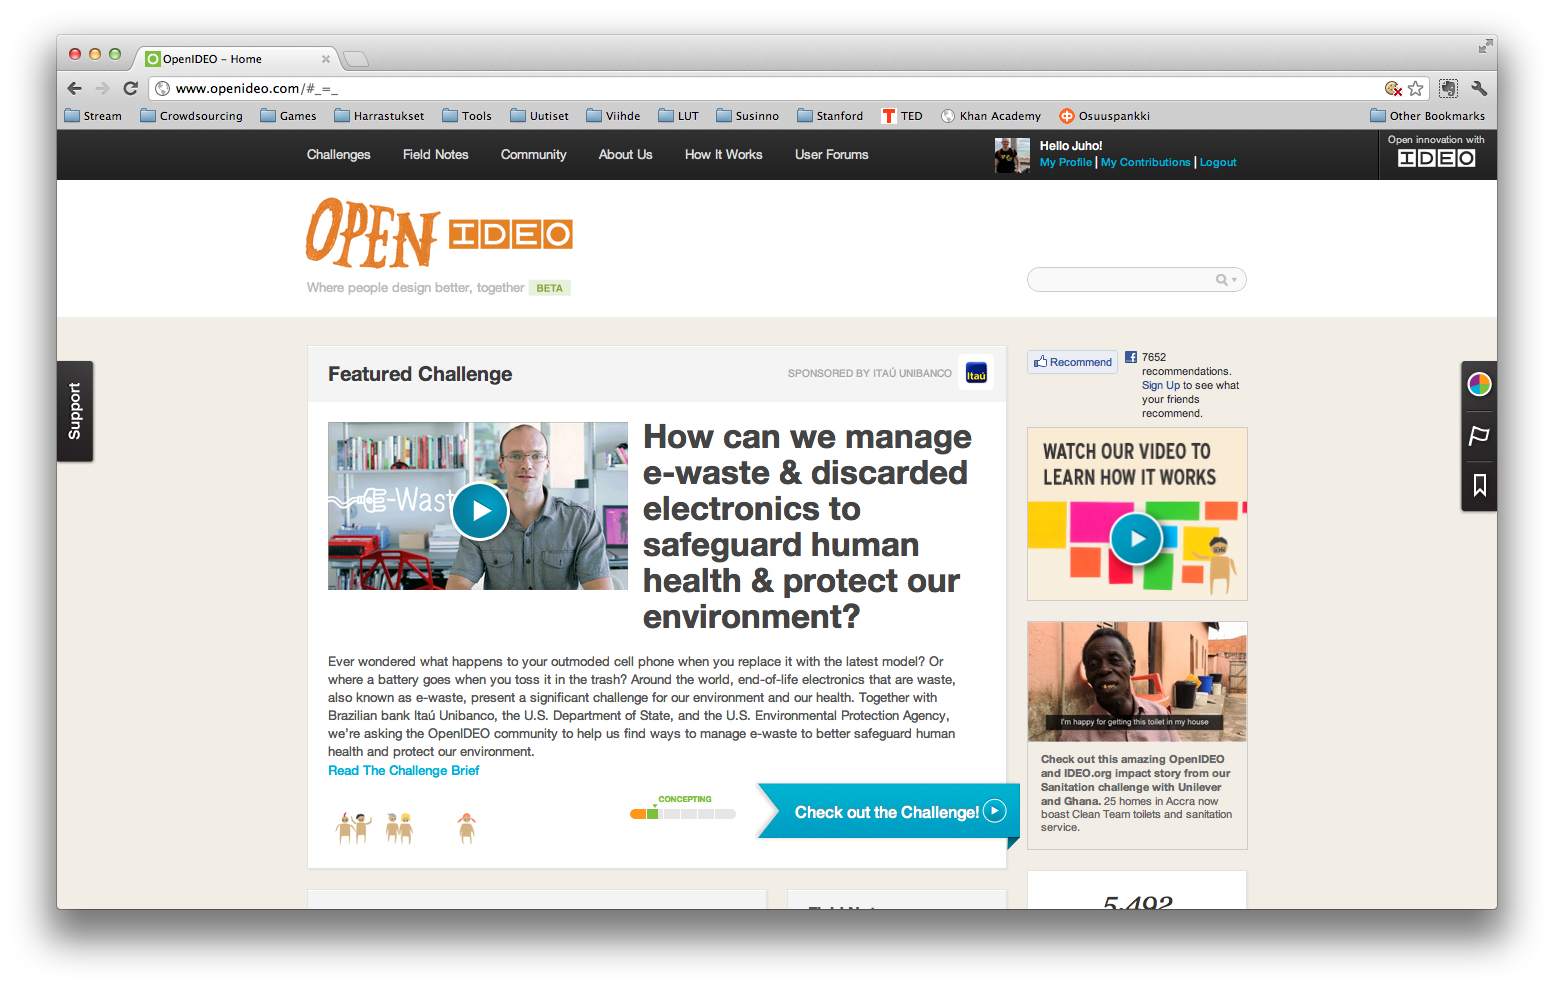 OpenIDEO – Home
www.openideo.com/#_=_
Stream
Crowdsourcing
Games
Harrastukset
Tools
Uutiset
Viihde
LUT
Susinno
Stanford
T TED
Khan Academy
Osuuspankki
Other Bookmarks
Challenges
Field Notes
Community
About Us
How It Works
User Forums
Hello Juho!
My Profile | My Contributions | Logout
Open innovation with
IDEO
OPEN IDEO
Where people design better, together BETA
Support
Featured Challenge
SPONSORED BY ITAÚ UNIBANCO
Itaú
E-Wast
How can we manage
e-waste & discarded
electronics to
safeguard human
health & protect our
environment?
Ever wondered what happens to your outmoded cell phone when you replace it with the latest model? Or
where a battery goes when you toss it in the trash? Around the world, end-of-life electronics that are waste,
also known as e-waste, present a significant challenge for our environment and our health. Together with
Brazilian bank Itaú Unibanco, the U.S. Department of State, and the U.S. Environmental Protection Agency,
we're asking the OpenIDEO community to help us find ways to manage e-waste to better safeguard human
health and protect our environment.
Read The Challenge Brief
CONCEPTING
Check out the Challenge!
Recommend
7652
recommendations.
Sign Up to see what
your friends
recommend.
WATCH OUR VIDEO TO
LEARN HOW IT WORKS
I'm happy for getting this toilet in my house
Check out this amazing OpenIDEO
and IDEO.org impact story from our
Sanitation challenge with Unilever
and Ghana. 25 homes in Accra now
boast Clean Team toilets and sanitation
service.
5,492